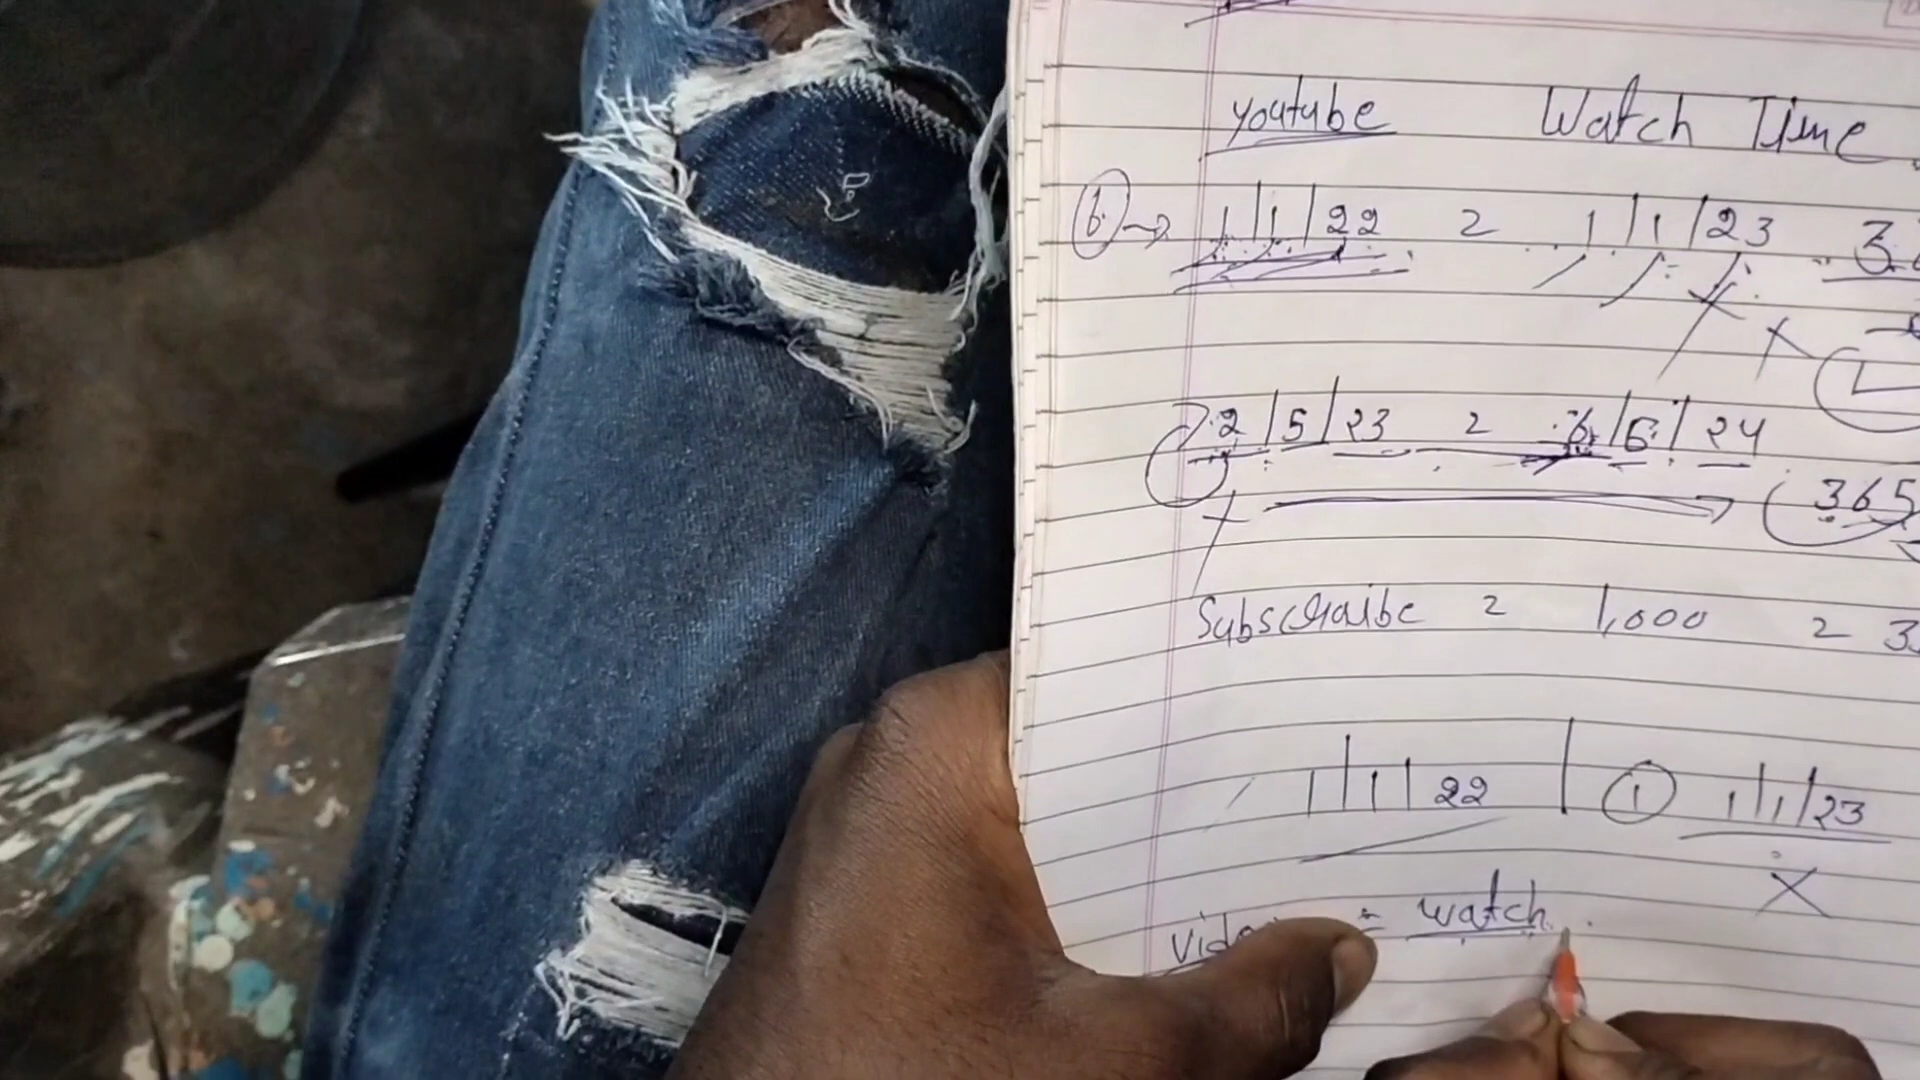 youtube Watch Time
6 → 1/1/22 2 1/1/23
2/5/23 2 6/6/24
365
Subscraibe 2 1,000 2
1/1/22 | 1 1/1/23
watch